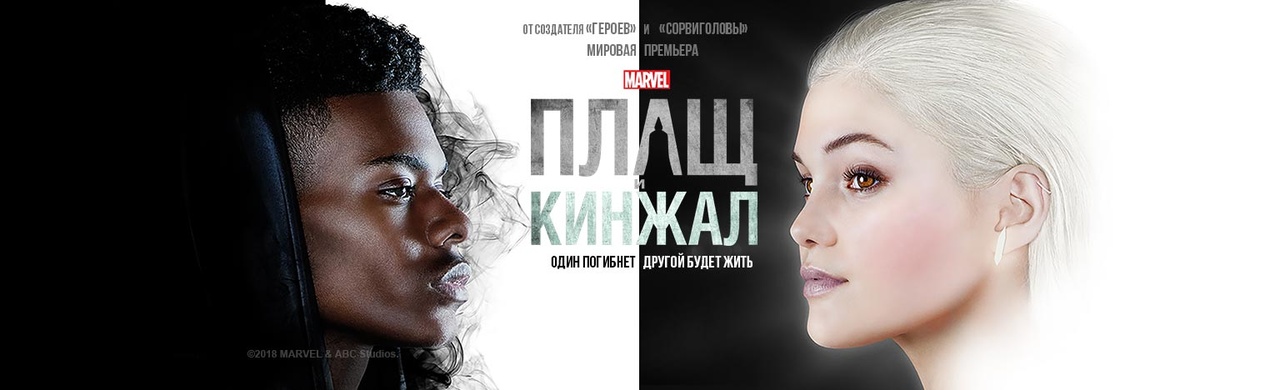 ОТ СОЗДАТЕЛЯ «ГЕРОЕВ» И «СОРВИГОЛОВЫ»
МИРОВАЯ ПРЕМЬЕРА
MARVEL
ПЛАЩ
И
КИНЖАЛ
ОДИН ПОГИБНЕТ ДРУГОЙ БУДЕТ ЖИТЬ
©2018 MARVEL & ABC Studios.